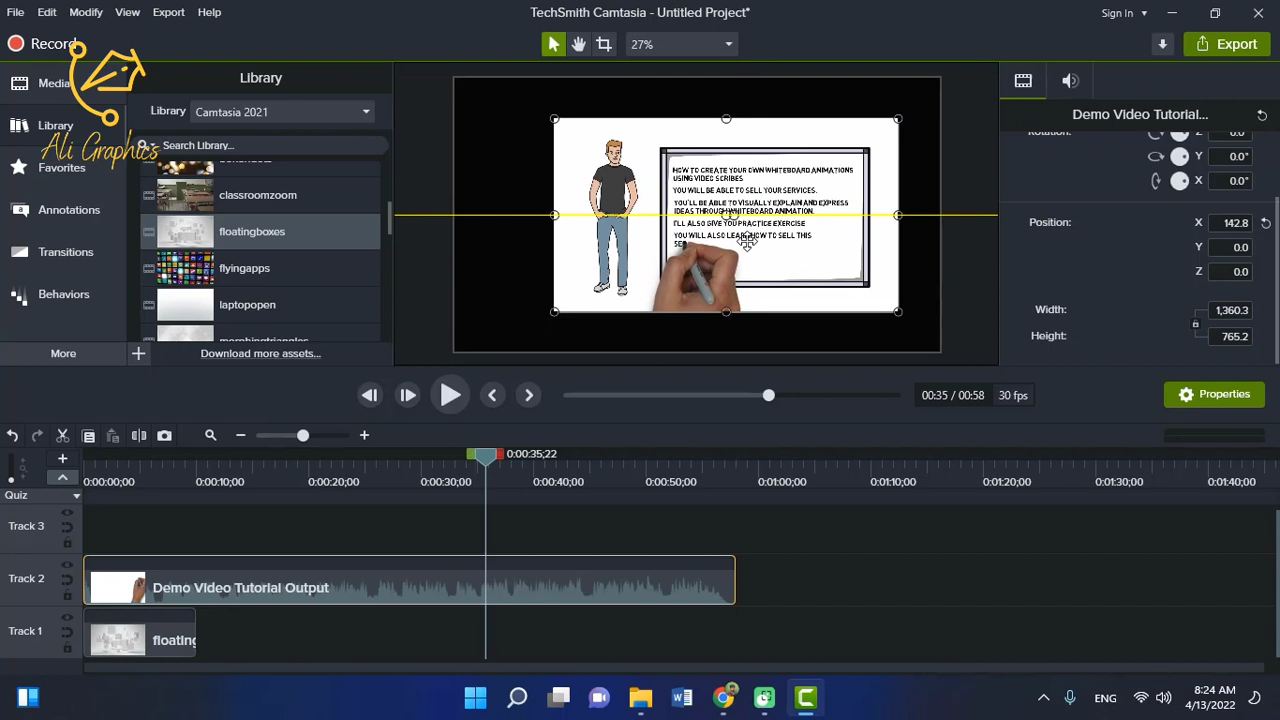 File Edit Modify View Export Help TechSmith Camtasia - Untitled Project* Sign In
Record 27% Export
Ali Graphics
Media
Library
Favorites
Annotations
Transitions
Behaviors
More
Library
Library Camtasia 2021
Search Library...
classroomzoom
floatingboxes
flyingapps
laptopopen
Download more assets...
HOW TO CREATE YOUR OWN WHITEBOARD ANIMATIONS
USING VIDEO SCRIBES
YOU WILL BE ABLE TO SELL YOUR SERVICES.
YOU'LL BE ABLE TO VISUALLY EXPLAIN AND EXPRESS
IDEAS THROUGH WHITEBOARD ANIMATION.
I'LL ALSO GIVE YOU PRACTICE EXERCISE
YOU WILL ALSO LEARN HOW TO SELL THIS
Demo Video Tutorial...
Rotation: X 0.0°
Y 0.0°
X 0.0°
Position: X 145.8
Y 0.0
Z 0.0
Width: 1,360.3
Height: 765.2
00:35 / 00:58 30 fps Properties
0:00:35;22
0:00:00;00 0:00:10;00 0:00:20;00 0:00:30;00 0:00:40;00 0:00:50;00 0:01:00;00 0:01:10;00 0:01:20;00 0:01:30;00 0:01:40;00
Quiz
Track 3
Track 2 Demo Video Tutorial Output
Track 1 floating
ENG 8:24 AM
4/13/2022